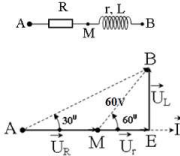 R r, L
A M B
B
60V U_L
30⁰ 60⁰
A U_R M U_r E I